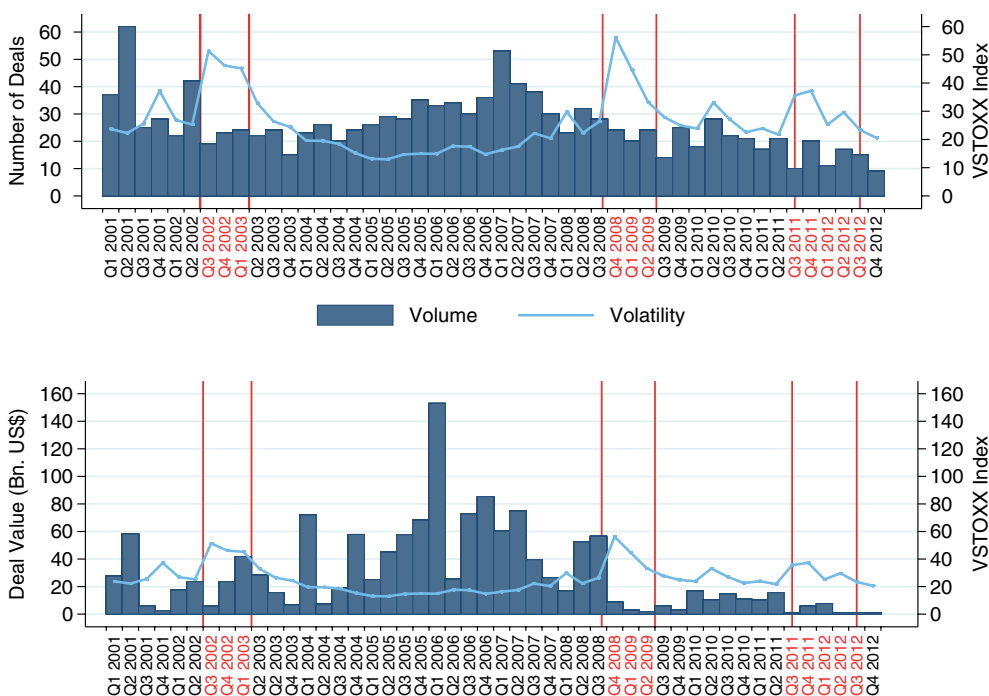 Number of Deals
60
50
40
30
20
10
0
60
50
40
30
20
10
0
VSTOXX Index
Q1 2001
Q2 2001
Q3 2001
Q4 2001
Q1 2002
Q2 2002
Q3 2002
Q4 2002
Q1 2003
Q2 2003
Q3 2003
Q4 2003
Q1 2004
Q2 2004
Q3 2004
Q4 2004
Q1 2005
Q2 2005
Q3 2005
Q4 2005
Q1 2006
Q2 2006
Q3 2006
Q4 2006
Q1 2007
Q2 2007
Q3 2007
Q4 2007
Q1 2008
Q2 2008
Q3 2008
Q4 2008
Q1 2009
Q2 2009
Q3 2009
Q4 2009
Q1 2010
Q2 2010
Q3 2010
Q4 2010
Q1 2011
Q2 2011
Q3 2011
Q4 2011
Q1 2012
Q2 2012
Q3 2012
Q4 2012
Volume
Volatility
Deal Value (Bn. US$)
160
140
120
100
80
60
40
20
0
160
140
120
100
80
60
40
20
0
VSTOXX Index
Q1 2001
Q2 2001
Q3 2001
Q4 2001
Q1 2002
Q2 2002
Q3 2002
Q4 2002
Q1 2003
Q2 2003
Q3 2003
Q4 2003
Q1 2004
Q2 2004
Q3 2004
Q4 2004
Q1 2005
Q2 2005
Q3 2005
Q4 2005
Q1 2006
Q2 2006
Q3 2006
Q4 2006
Q1 2007
Q2 2007
Q3 2007
Q4 2007
Q1 2008
Q2 2008
Q3 2008
Q4 2008
Q1 2009
Q2 2009
Q3 2009
Q4 2009
Q1 2010
Q2 2010
Q3 2010
Q4 2010
Q1 2011
Q2 2011
Q3 2011
Q4 2011
Q1 2012
Q2 2012
Q3 2012
Q4 2012